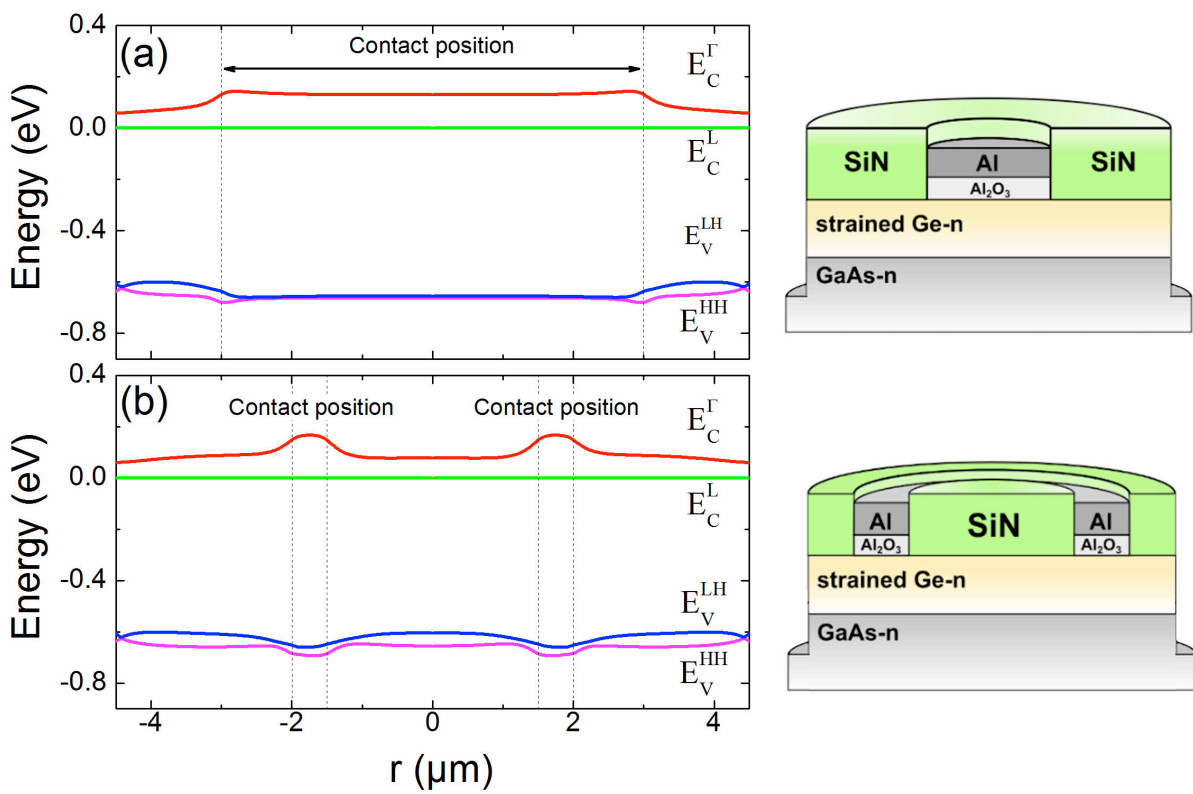 (a)
Contact position
E_C^Γ
E_C^L
E_V^LH
E_V^HH
Energy (eV)
0.4
0.0
-0.4
-0.8
SiN
Al
SiN
Al₂O₃
strained Ge-n
GaAs-n
(b)
Contact position
Contact position
E_C^Γ
E_C^L
E_V^LH
E_V^HH
Energy (eV)
0.4
0.0
-0.4
-0.8
-4
-2
0
2
4
r (μm)
Al
SiN
Al
Al₂O₃
Al₂O₃
strained Ge-n
GaAs-n